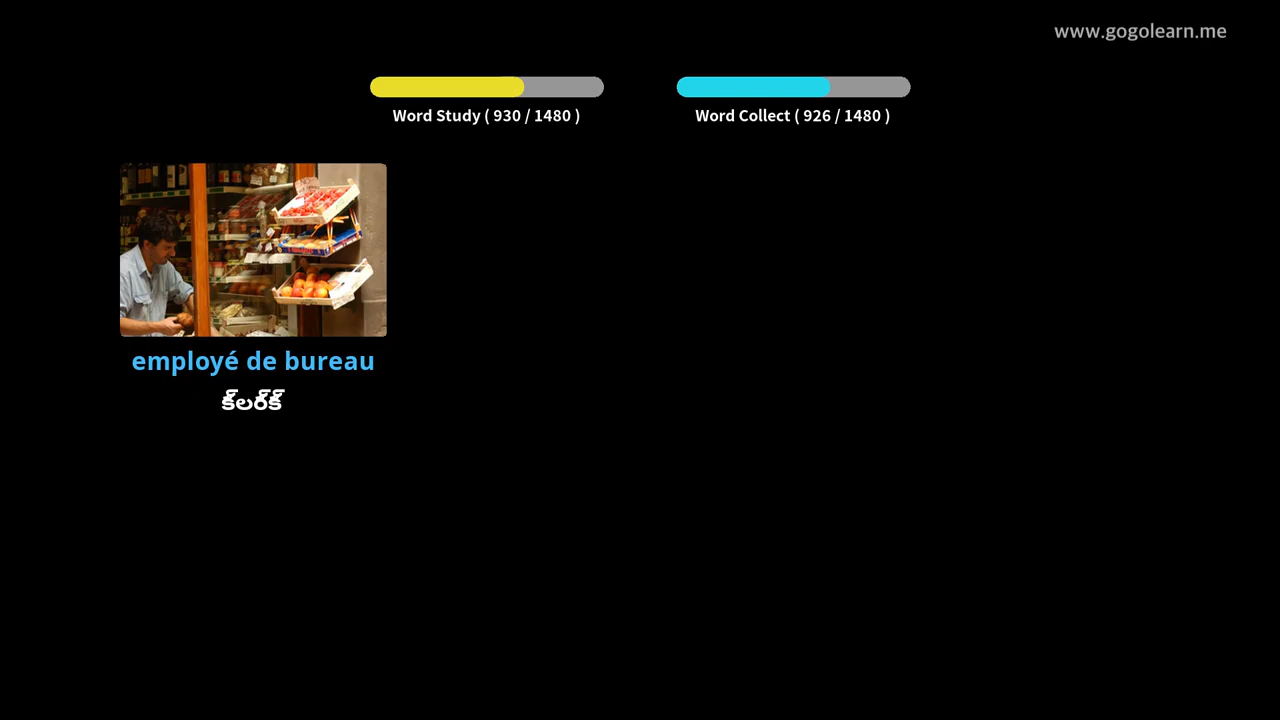 www.gogolearn.me
Word Study ( 930 / 1480 )
Word Collect ( 926 / 1480 )
employé de bureau
క్‌లర్‌క్